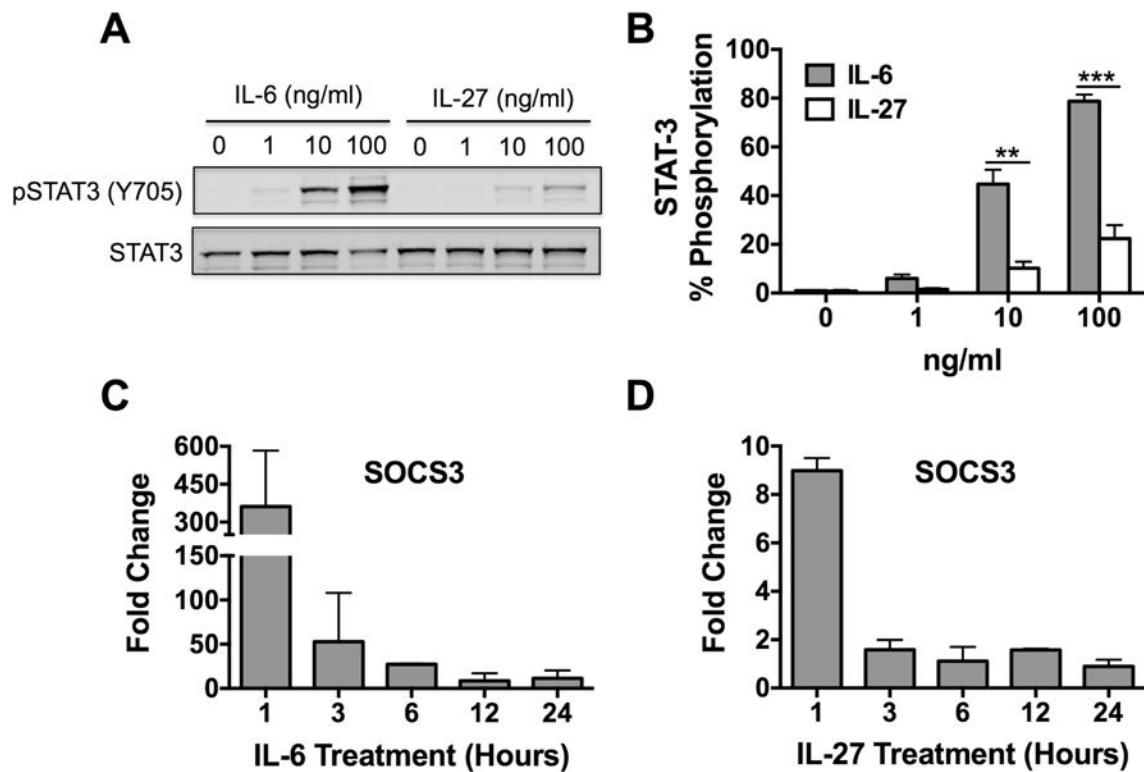 A
IL-6 (ng/ml) IL-27 (ng/ml)
0 1 10 100 0 1 10 100
pSTAT3 (Y705)
STAT3
B
STAT-3
% Phosphorylation
100
80
60
40
20
0
IL-6
IL-27
**
***
0 1 10 100
ng/ml
C
Fold Change
600
450
300
150
100
50
0
SOCS3
1 3 6 12 24
IL-6 Treatment (Hours)
D
Fold Change
10
8
6
4
2
0
SOCS3
1 3 6 12 24
IL-27 Treatment (Hours)